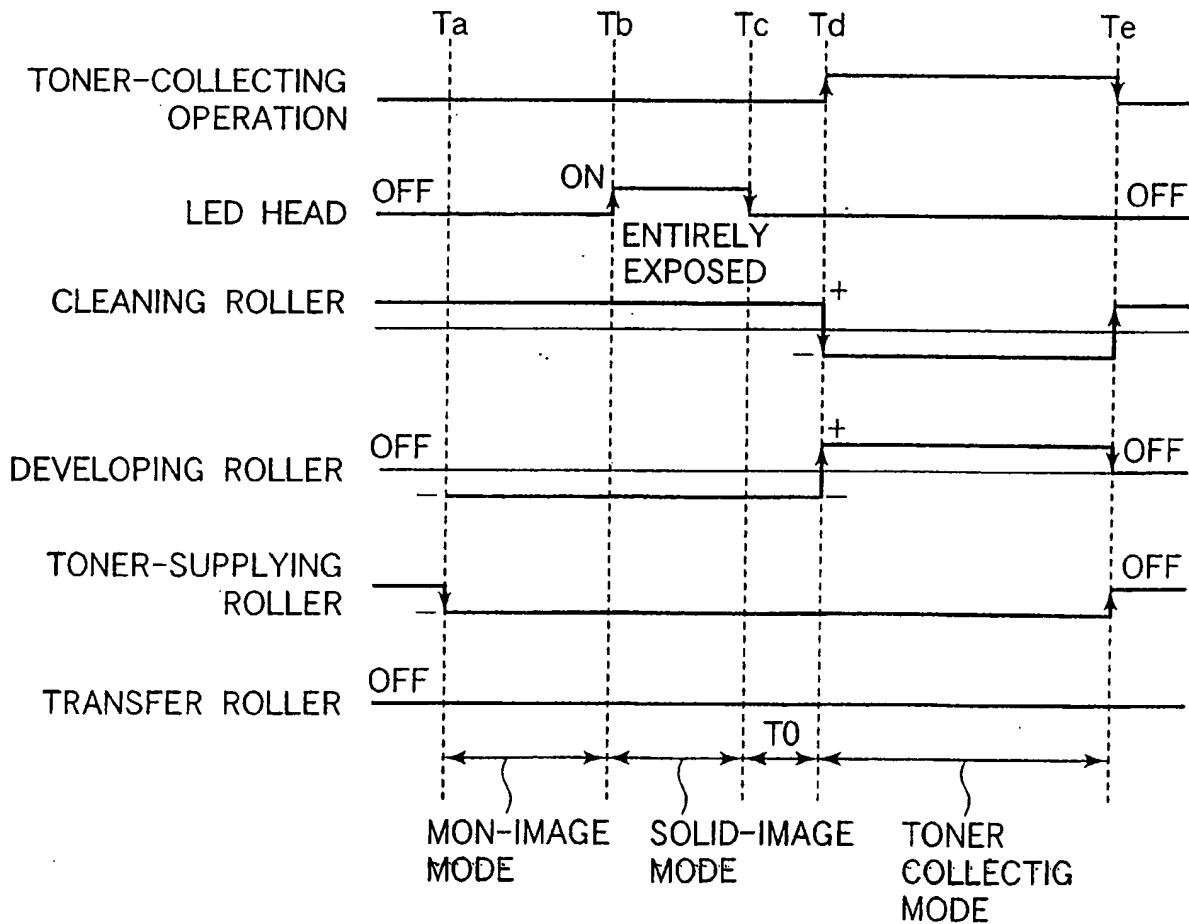 Ta Tb Tc Td Te
TONER-COLLECTING
OPERATION
OFF ON OFF
LED HEAD
ENTIRELY
EXPOSED
CLEANING ROLLER
+
−
OFF + OFF
DEVELOPING ROLLER
− −
TONER-SUPPLYING
ROLLER
OFF
−
OFF
TRANSFER ROLLER
T0
MON-IMAGE
MODE
SOLID-IMAGE
MODE
TONER
COLLECTIG
MODE